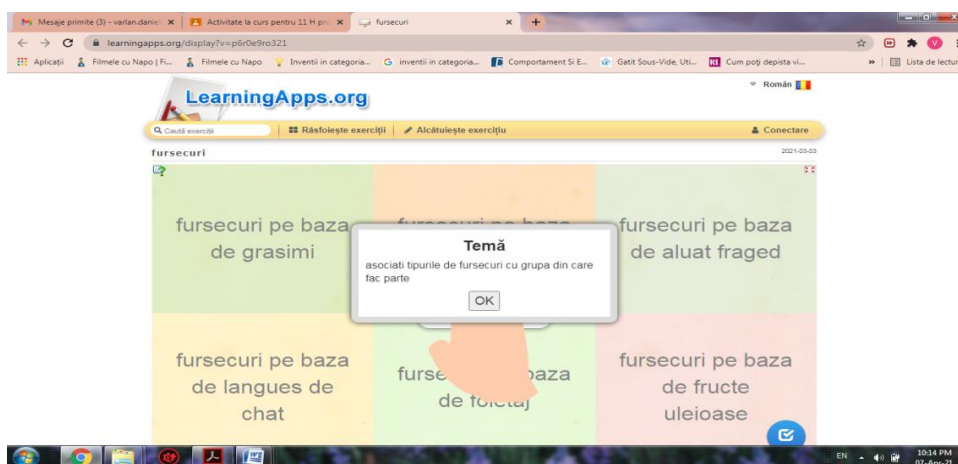 Mesaje primite (3) - varlan.daniel
Activitate la curs pentru 11 H pro
fursecuri
learningapps.org/display?v=p6r0e9ro321
Aplicații
Filmele cu Napo | Fi...
Filmele cu Napo
Inventii in categoria...
inventii in categoria...
Comportament Si E...
Gatit Sous-Vide, Uti...
Cum poți depista vi...
Lista de lectur
LearningApps.org
Român
Caută exerciții
Răsfoiește exerciții
Alcătuiește exercițiu
Conectare
fursecuri
2021-03-03
fursecuri pe baza
de grasimi
fursecuri pe baza
fursecuri pe baza
de aluat fraged
Temă
asociati tipurile de fursecuri cu grupa din care
fac parte
OK
fursecuri pe baza
de langues de
chat
baza
de foietaj
fursecuri pe baza
de fructe
uleioase
EN
10:14 PM
07-Apr-21